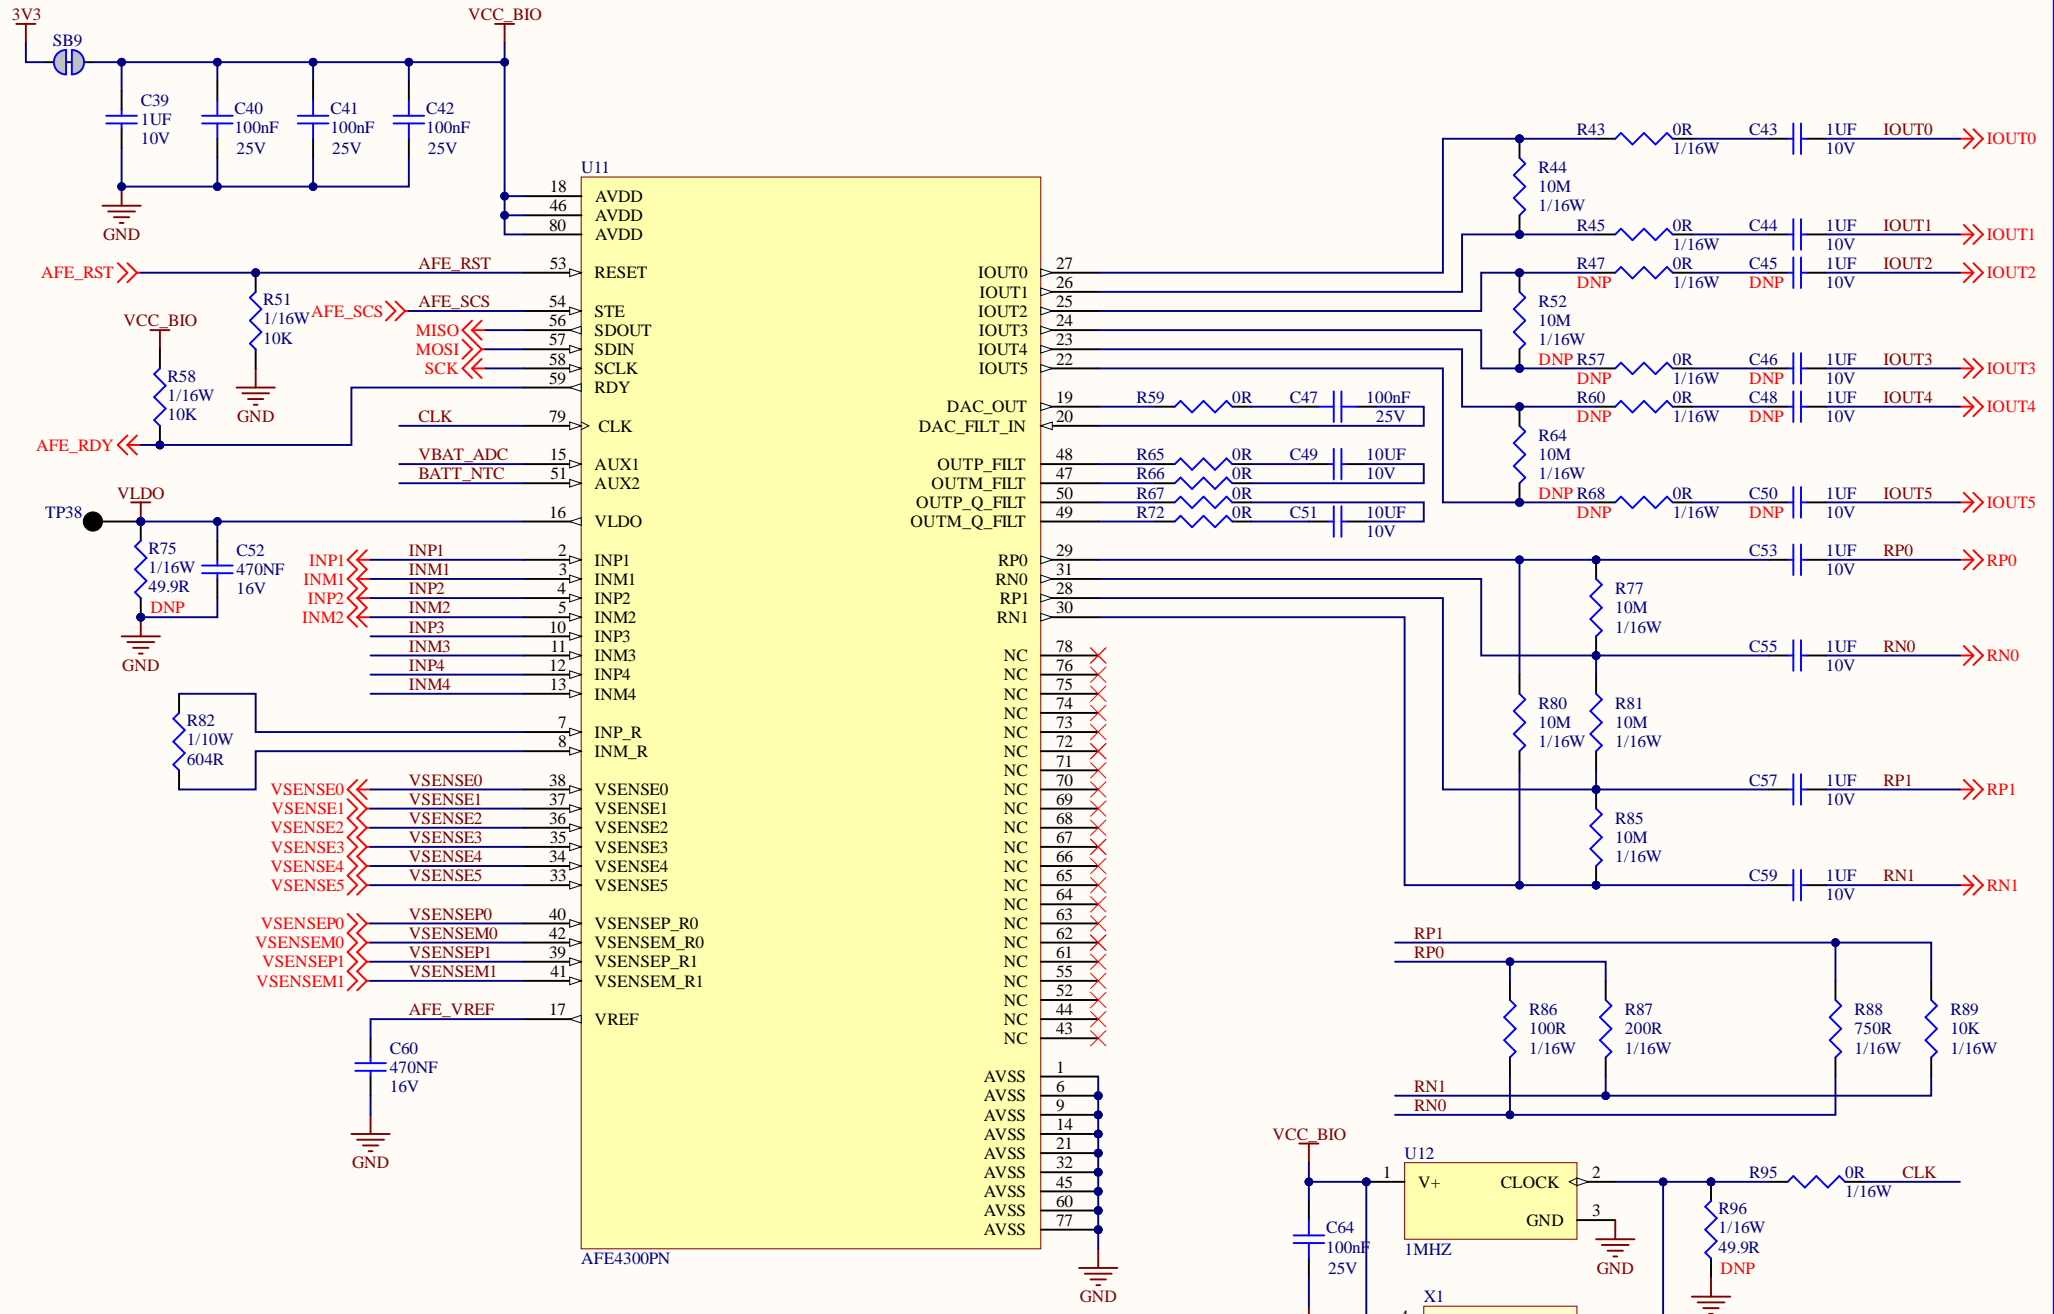 3V3
VCC_BIO
SB9
C39
1UF
10V
C40
100nF
25V
C41
100nF
25V
C42
100nF
25V
GND
U11
18 AVDD
46 AVDD
80 AVDD
AFE_RST AFE_RST 53 RESET
R51
1/16W
10K
GND
AFE_SCS AFE_SCS 54 STE
MISO 56 SDOUT
MOSI 57 SDIN
SCK 58 SCLK
59 RDY
VCC_BIO
R58
1/16W
10K
AFE_RDY
CLK 79 CLK
VBAT_ADC 15 AUX1
BATT_NTC 51 AUX2
VLDO
TP38
16 VLDO
R75
1/16W
49.9R
DNP
C52
470NF
16V
GND
INP1 INP1 2 INP1
INM1 INM1 3 INM1
INP2 INP2 4 INP2
INM2 INM2 5 INM2
INP3 10 INP3
INM3 11 INM3
INP4 12 INP4
INM4 13 INM4
R82
1/10W
604R
7 INP_R
8 INM_R
VSENSE0 VSENSE0 38 VSENSE0
VSENSE1 VSENSE1 37 VSENSE1
VSENSE2 VSENSE2 36 VSENSE2
VSENSE3 VSENSE3 35 VSENSE3
VSENSE4 VSENSE4 34 VSENSE4
VSENSE5 VSENSE5 33 VSENSE5
VSENSEP0 VSENSEP0 40 VSENSEP_R0
VSENSEM0 VSENSEM0 42 VSENSEM_R0
VSENSEP1 VSENSEP1 39 VSENSEP_R1
VSENSEM1 VSENSEM1 41 VSENSEM_R1
AFE_VREF 17 VREF
C60
470NF
16V
GND
AFE4300PN
IOUT0 27
IOUT1 26
IOUT2 25
IOUT3 24
IOUT4 23
IOUT5 22
DAC_OUT 19 R59 0R C47 100nF
DAC_FILT_IN 20 25V
OUTP_FILT 48 R65 0R C49 10UF
OUTM_FILT 47 R66 0R 10V
OUTP_Q_FILT 50 R67 0R
OUTM_Q_FILT 49 R72 0R C51 10UF
10V
RP0 29
RN0 31
RP1 28
RN1 30
NC 78
NC 76
NC 75
NC 74
NC 73
NC 72
NC 71
NC 70
NC 69
NC 68
NC 67
NC 66
NC 65
NC 64
NC 63
NC 62
NC 61
NC 55
NC 52
NC 44
NC 43
AVSS 1
AVSS 6
AVSS 9
AVSS 14
AVSS 21
AVSS 32
AVSS 45
AVSS 60
AVSS 77
GND
R43 0R C43 1UF IOUT0 IOUT0
1/16W 10V
R44
10M
1/16W
R45 0R C44 1UF IOUT1 IOUT1
1/16W 10V
R47 0R C45 1UF IOUT2 IOUT2
DNP 1/16W DNP 10V
R52
10M
1/16W
DNP
R57 0R C46 1UF IOUT3 IOUT3
DNP 1/16W DNP 10V
R60 0R C48 1UF IOUT4 IOUT4
DNP 1/16W DNP 10V
R64
10M
1/16W
DNP
R68 0R C50 1UF IOUT5 IOUT5
DNP 1/16W DNP 10V
C53 1UF RP0 RP0
10V
R77
10M
1/16W
C55 1UF RN0 RN0
10V
R80
10M
1/16W
R81
10M
1/16W
C57 1UF RP1 RP1
10V
R85
10M
1/16W
C59 1UF RN1 RN1
10V
RP1
RP0
R86
100R
1/16W
R87
200R
1/16W
R88
750R
1/16W
R89
10K
1/16W
RN1
RN0
VCC_BIO
U12
1 V+ CLOCK 2
GND 3
1MHZ
GND
C64
100nF
25V
R95 0R CLK
1/16W
R96
1/16W
49.9R
DNP
X1